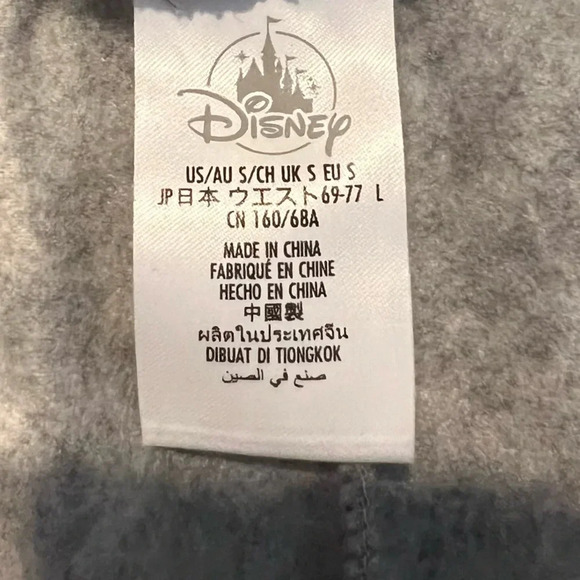 Disney
US/AU S/CH UK S EU S
JP日本 ウエスト69-77 L
CN 160/68A
MADE IN CHINA
FABRIQUÉ EN CHINE
HECHO EN CHINA
中國製
ผลิตในประเทศจีน
DIBUAT DI TIONGKOK
صنع في الصين